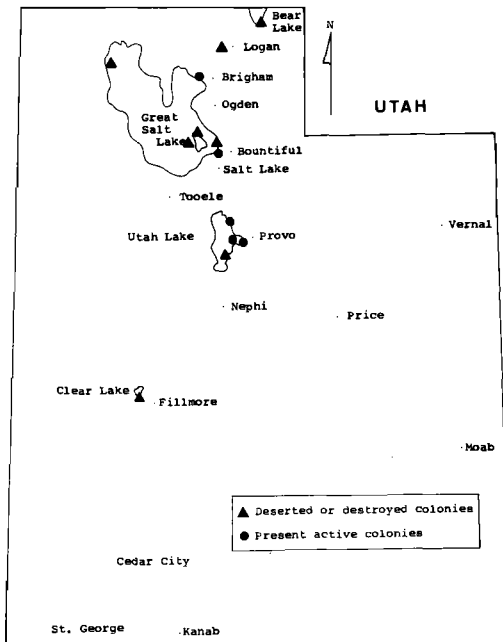 Bear
Lake
N
Logan
Brigham
UTAH
Ogden
Great
Salt
Lake
Bountiful
Salt Lake
Tooele
Vernal
Utah Lake
Provo
Nephi
Price
Clear Lake
Fillmore
Moab
Deserted or destroyed colonies
Present active colonies
Cedar City
St. George
Kanab